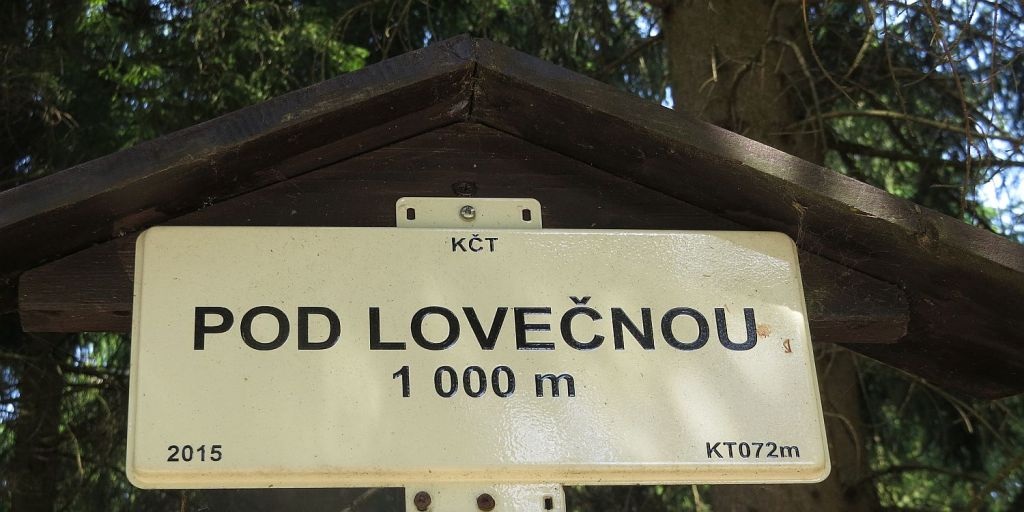 KČT
POD LOVEČNOU
1 000 m
2015 KT072m